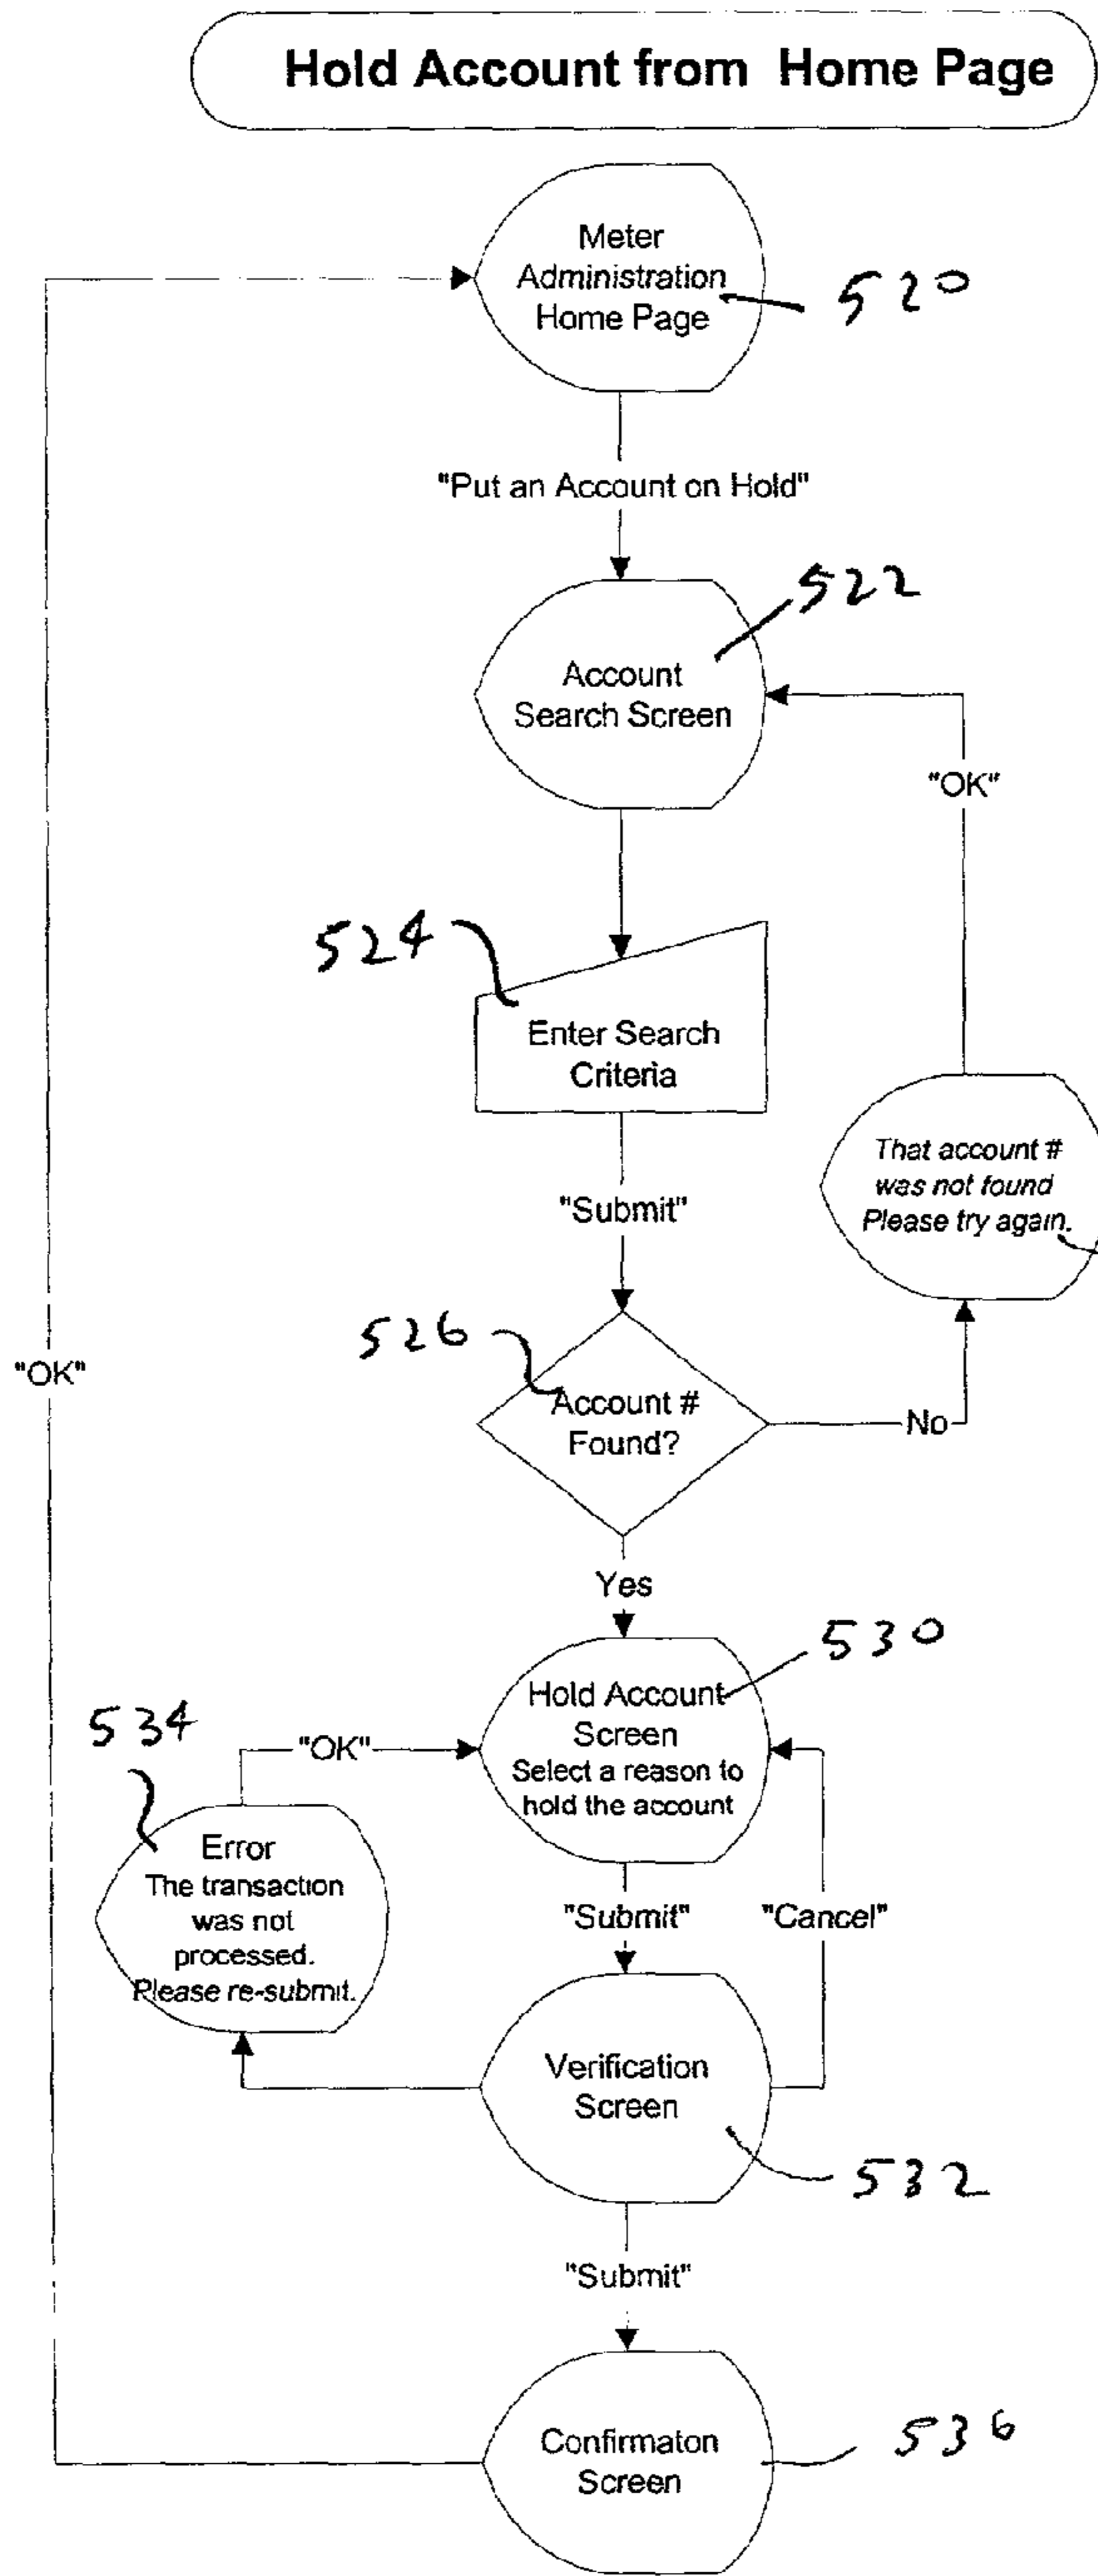 Hold Account from Home Page
Meter
Administration
Home Page
520
"Put an Account on Hold"
522
Account
Search Screen
"OK"
524
Enter Search
Criteria
That account #
was not found
Please try again.
"Submit"
526
"OK"
Account #
Found?
No
Yes
530
Hold Account
Screen
Select a reason to
hold the account
534
"OK"
Error
The transaction
was not
processed.
Please re-submit.
"Submit"
"Cancel"
Verification
Screen
532
"Submit"
Confirmaton
Screen
536